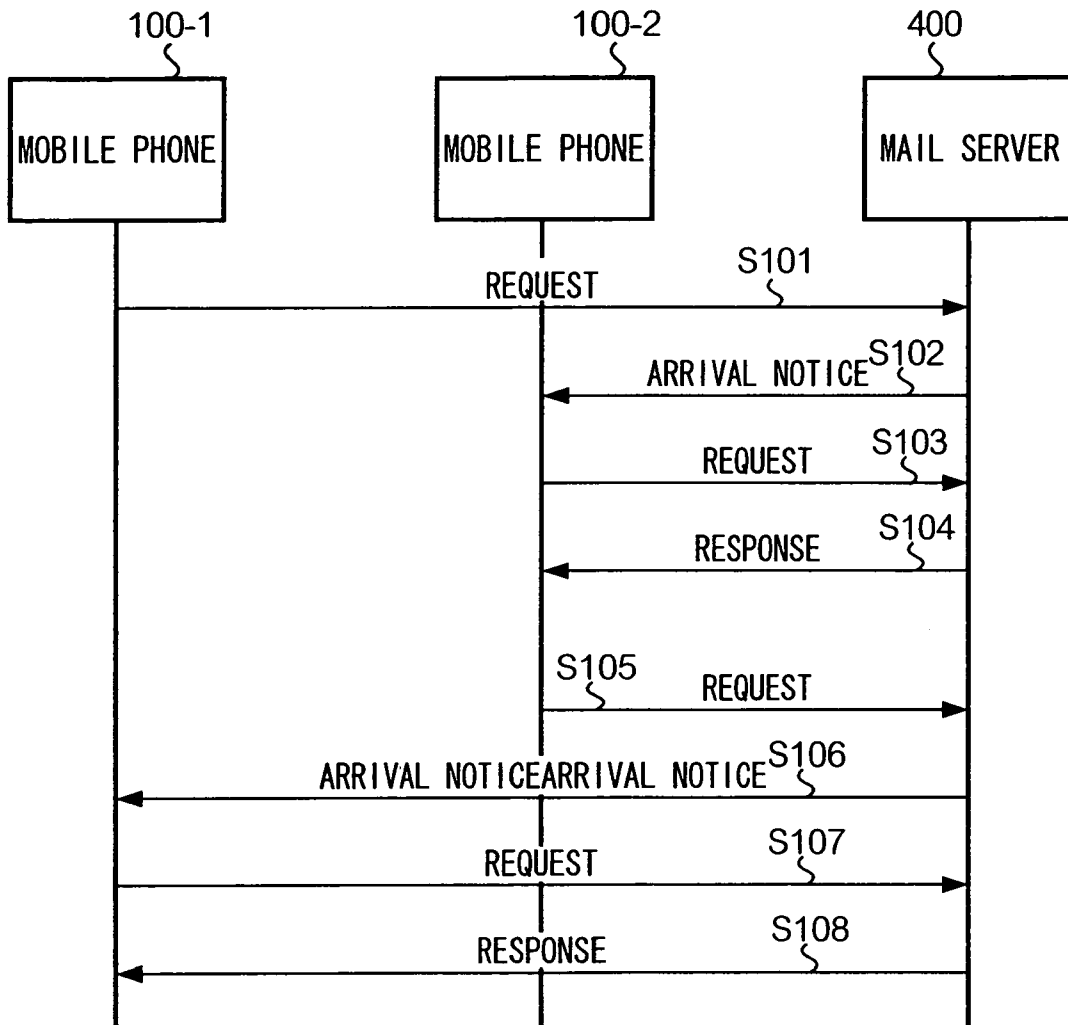 100-1
100-2
400
MOBILE PHONE
MOBILE PHONE
MAIL SERVER
S101
REQUEST
S102
ARRIVAL NOTICE
S103
REQUEST
S104
RESPONSE
S105
REQUEST
S106
ARRIVAL NOTICEARRIVAL NOTICE
S107
REQUEST
S108
RESPONSE